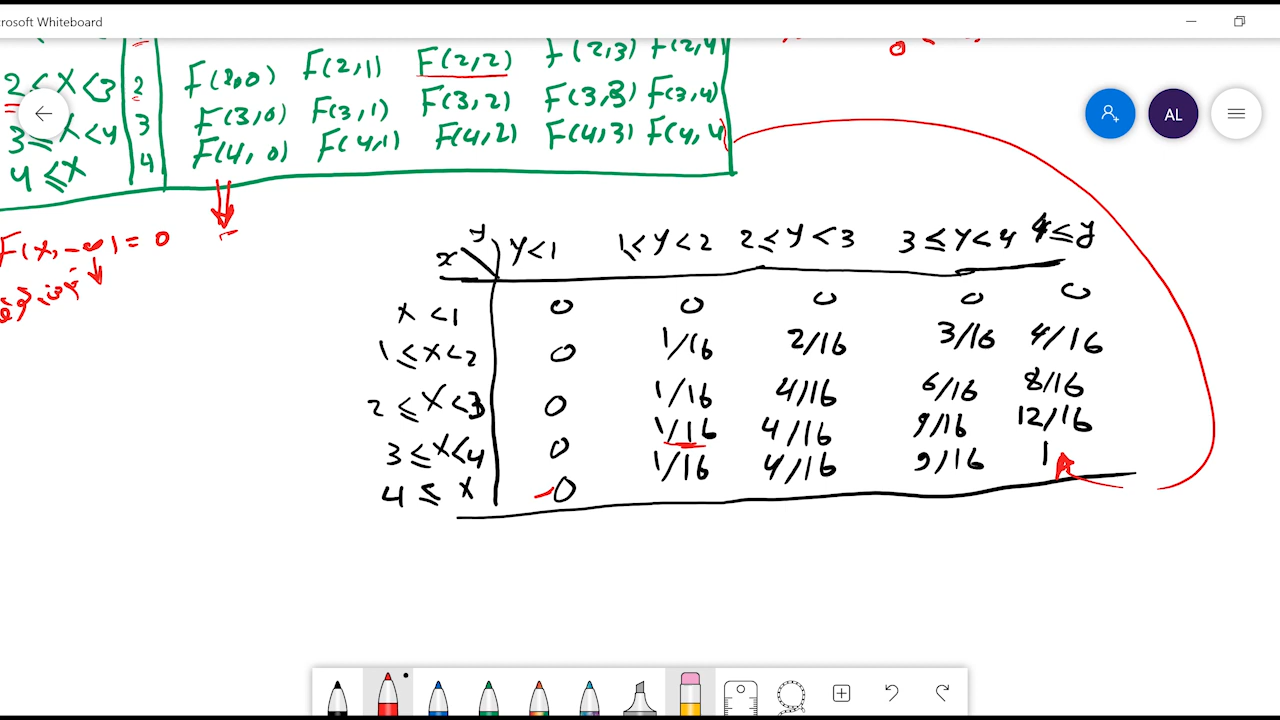 rosoft Whiteboard
F(2,3) F(2,4)
2 ≤ X < 3 2 F(2,0) F(2,1) F(2,2)
F(3,0) F(3,1) F(3,2) F(3,3) F(3,4)
3 ≤ X < 4 3
4 ≤ X 4 F(4, 0) F(4,1) F(4,2) F(4,3) F(4,4)
AL
F(x, -∞) = 0
x y y<1 1 ≤ y < 2 2 ≤ y < 3 3 ≤ y < 4 4 ≤ y
x < 1 0 0 0 0 0
1 ≤ x < 2 0 1/16 2/16 3/16 4/16
2 ≤ x < 3 0 1/16 4/16 6/16 8/16
3 ≤ x < 4 0 1/16 4/16 9/16 12/16
4 ≤ x 0 1/16 4/16 9/16 1